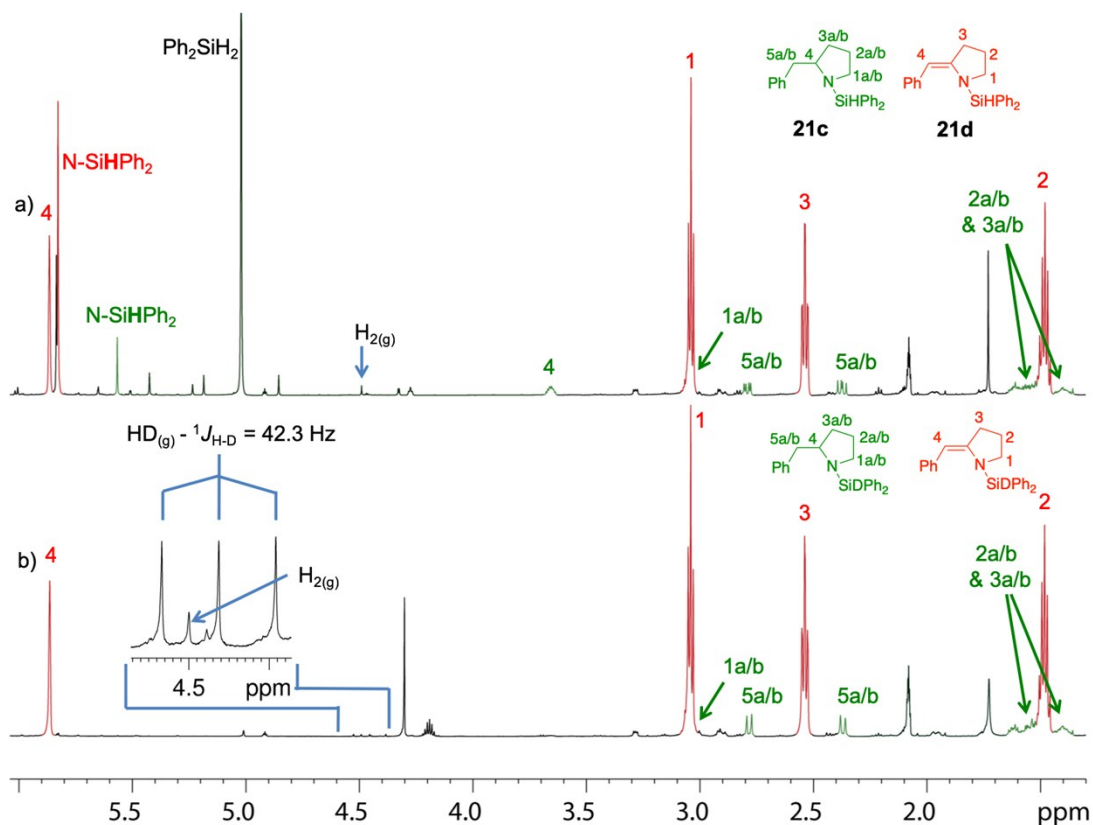 Ph₂SiH₂
N-SiHPh₂
4
a)
N-SiHPh₂
H₂(g)
4
1
1a/b
5a/b
3
5a/b
2a/b
& 3a/b
2
3a/b
5a/b
4
2a/b
1a/b
Ph
N
SiHPh₂
21c
3
4
2
1
Ph
N
SiHPh₂
21d
HD(g) - ¹J H-D = 42.3 Hz
4
b)
H₂(g)
4.5 ppm
1
1a/b
5a/b
3
5a/b
2a/b
& 3a/b
2
3a/b
5a/b
4
2a/b
1a/b
Ph
N
SiDPh₂
3
4
2
1
Ph
N
SiDPh₂
5.5 5.0 4.5 4.0 3.5 3.0 2.5 2.0 ppm